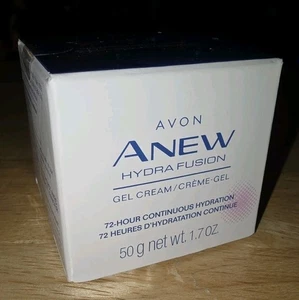 AVON
ANEW
HYDRA FUSION
GEL CREAM/CRÈME-GEL
72-HOUR CONTINUOUS HYDRATION
72 HEURES D'HYDRATATION CONTINUE
50 g net wt. 1.7 OZ.